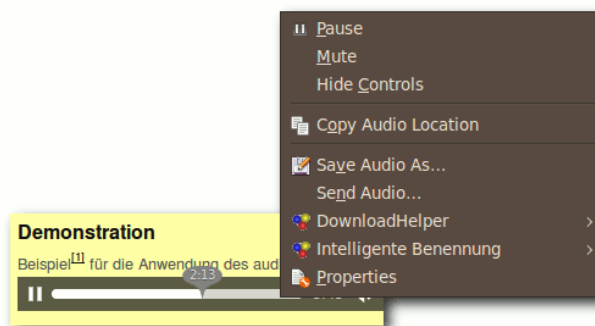 Pause
Mute
Hide Controls
Copy Audio Location
Save Audio As...
Send Audio...
DownloadHelper
Intelligente Benennung
Properties
Demonstration
Beispiel[1] für die Anwendung des
2:13